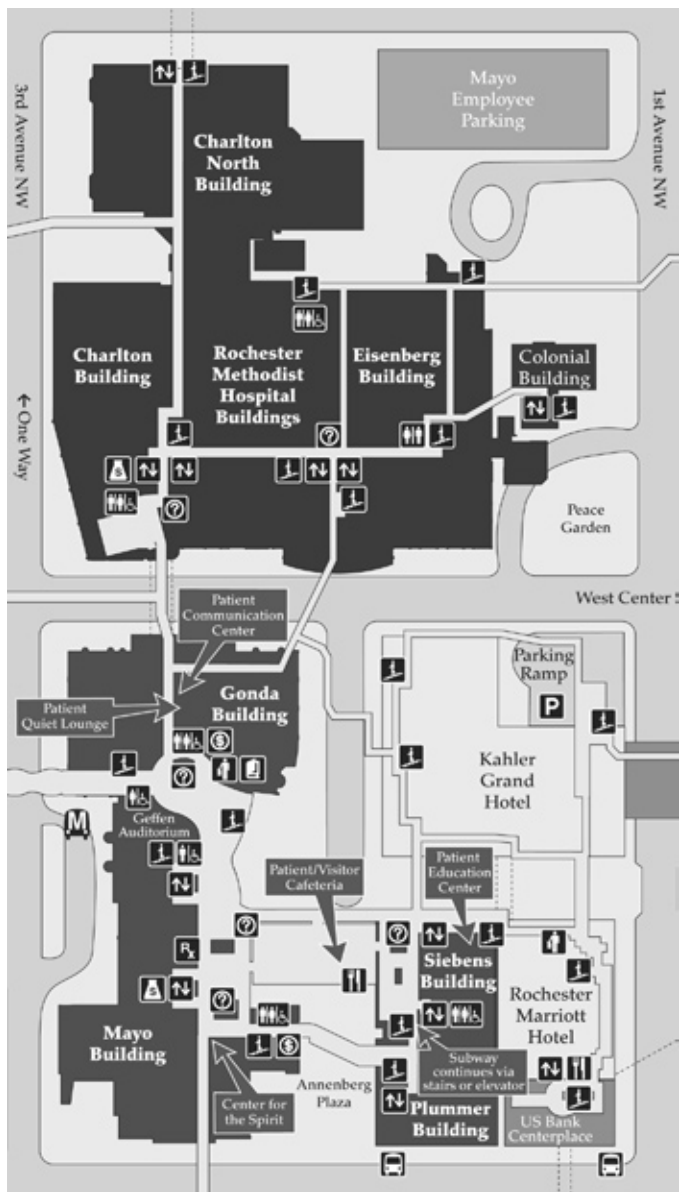 3rd Avenue NW
Mayo
Employee
Parking
1st Avenue NW
Charlton
North
Building
Charlton
Building
Rochester
Methodist
Hospital
Buildings
Eisenberg
Building
Colonial
Building
← One Way
?
$
?
Peace
Garden
West Center
Patient
Communication
Center
Patient
Quiet Lounge
Gonda
Building
$
?
Parking
Ramp
P
Kahler
Grand
Hotel
M
Geffen
Auditorium
Patient/Visitor
Cafeteria
Patient
Education
Center
?
?
Rx
Siebens
Building
Rochester
Marriott
Hotel
$
?
Mayo
Building
$
Subway
continues via
stairs or elevator
Center for
the Spirit
Annenberg
Plaza
Plummer
Building
US Bank
Centerplace